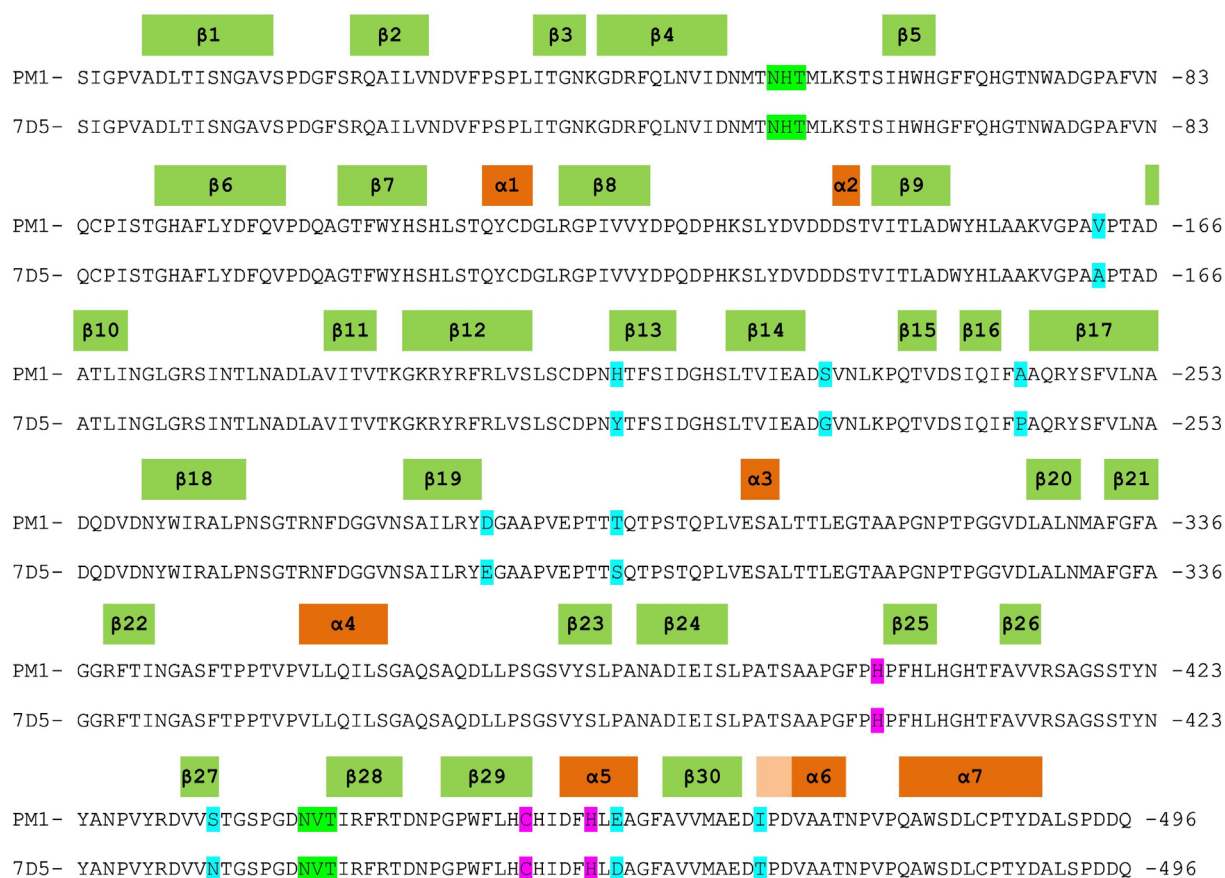 β1 β2 β3 β4 β5
PM1- SIGPVADLTISNGAVSPDGFSRQAILVNDVFPSPLITGNKGDRFQLNVIDNMTNHTMLKSTSIHWHGFFQHGTNWADGPAFVN -83
7D5- SIGPVADLTISNGAVSPDGFSRQAILVNDVFPSPLITGNKGDRFQLNVIDNMTNHTMLKSTSIHWHGFFQHGTNWADGPAFVN -83
β6 β7 α1 β8 α2 β9
PM1- QCPISTGHAFLYDFQVPDQAGTFWYHSHLSTQYCDGLRGPIVVYDPQDPHKSLYDVDDDSTVITLADWYHLAAKVGPAVPTAD -166
7D5- QCPISTGHAFLYDFQVPDQAGTFWYHSHLSTQYCDGLRGPIVVYDPQDPHKSLYDVDDDSTVITLADWYHLAAKVGPAAPTAD -166
β10 β11 β12 β13 β14 β15 β16 β17
PM1- ATLINGLGRSINTLNADLAVITVTKGKRYRFRLVSLSCDPNHTFSIDGHSLTVIEADSVNLKPQTVDSIQIFAAQRYSFVLNA -253
7D5- ATLINGLGRSINTLNADLAVITVTKGKRYRFRLVSLSCDPNYTFSIDGHSLTVIEADGVNLKPQTVDSIQIFPAQRYSFVLNA -253
β18 β19 α3 β20 β21
PM1- DQDVDNYWIRALPNSGTRNFDGGVNSAILRYDGAAPVEPTTTQTPSTQPLVESALTTLEGTAAPGNPTPGGVDLALNMAFGFA -336
7D5- DQDVDNYWIRALPNSGTRNFDGGVNSAILRYEGAAPVEPTTSQTPSTQPLVESALTTLEGTAAPGNPTPGGVDLALNMAFGFA -336
β22 α4 β23 β24 β25 β26
PM1- GGRFTINGASFTPPTVPVLLQILSGAQSAQDLLPSGSVYSLPANADIEISLPATSAAPGFPHPFHLHGHTFAVVRSAGSSTYN -423
7D5- GGRFTINGASFTPPTVPVLLQILSGAQSAQDLLPSGSVYSLPANADIEISLPATSAAPGFPHPFHLHGHTFAVVRSAGSSTYN -423
β27 β28 β29 α5 β30 α6 α7
PM1- YANPVYRDVVSTGSPGDNVTIRFRTDNPGPWFLHCHIDFHLEAGFAVVMAEDIPDVAATNPVPQAWSDLCPTYDALSPDDQ -496
7D5- YANPVYRDVVNTGSPGDNVTIRFRTDNPGPWFLHCHIDFHLDAGFAVVMAEDTPDVAATNPVPQAWSDLCPTYDALSPDDQ -496